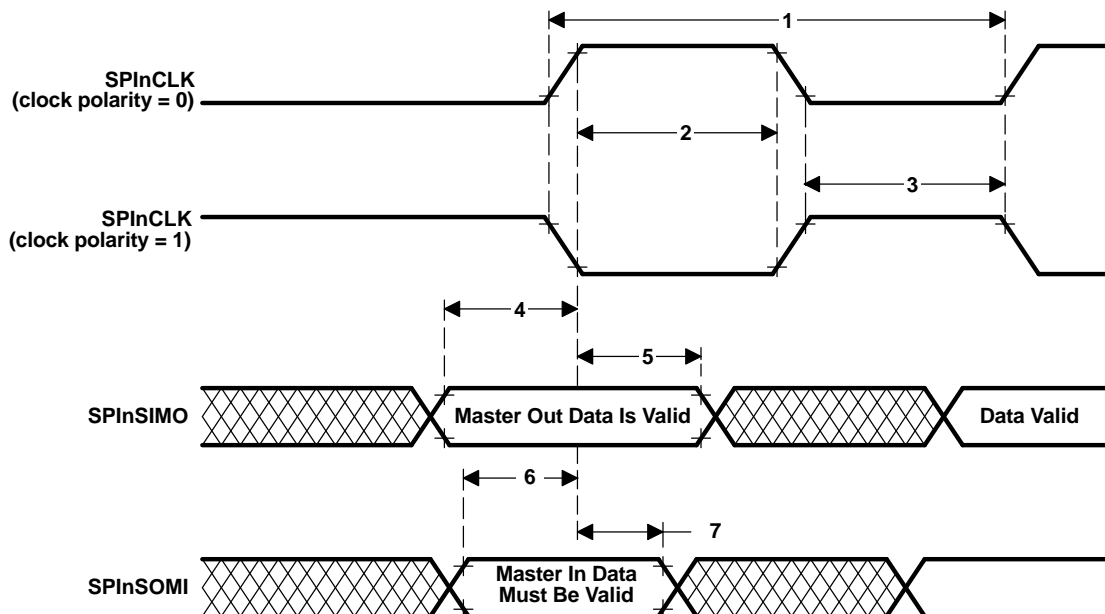 1
SPInCLK
(clock polarity = 0)
2
3
SPInCLK
(clock polarity = 1)
4
5
SPInSIMO
Master Out Data Is Valid
Data Valid
6
7
SPInSOMI
Master In Data
Must Be Valid